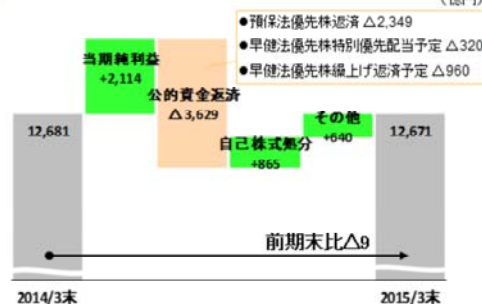 ●預保法優先株返済 △2,349
●早健法優先株特別優先配当予定 △320
●早健法優先株繰上げ返済予定 △960
当期純利益
+2,114
公的資金返済
△3,629
その他
+640
12,681
自己株式処分
+865
12,671
前期末比△9
2014/3末
2015/3末